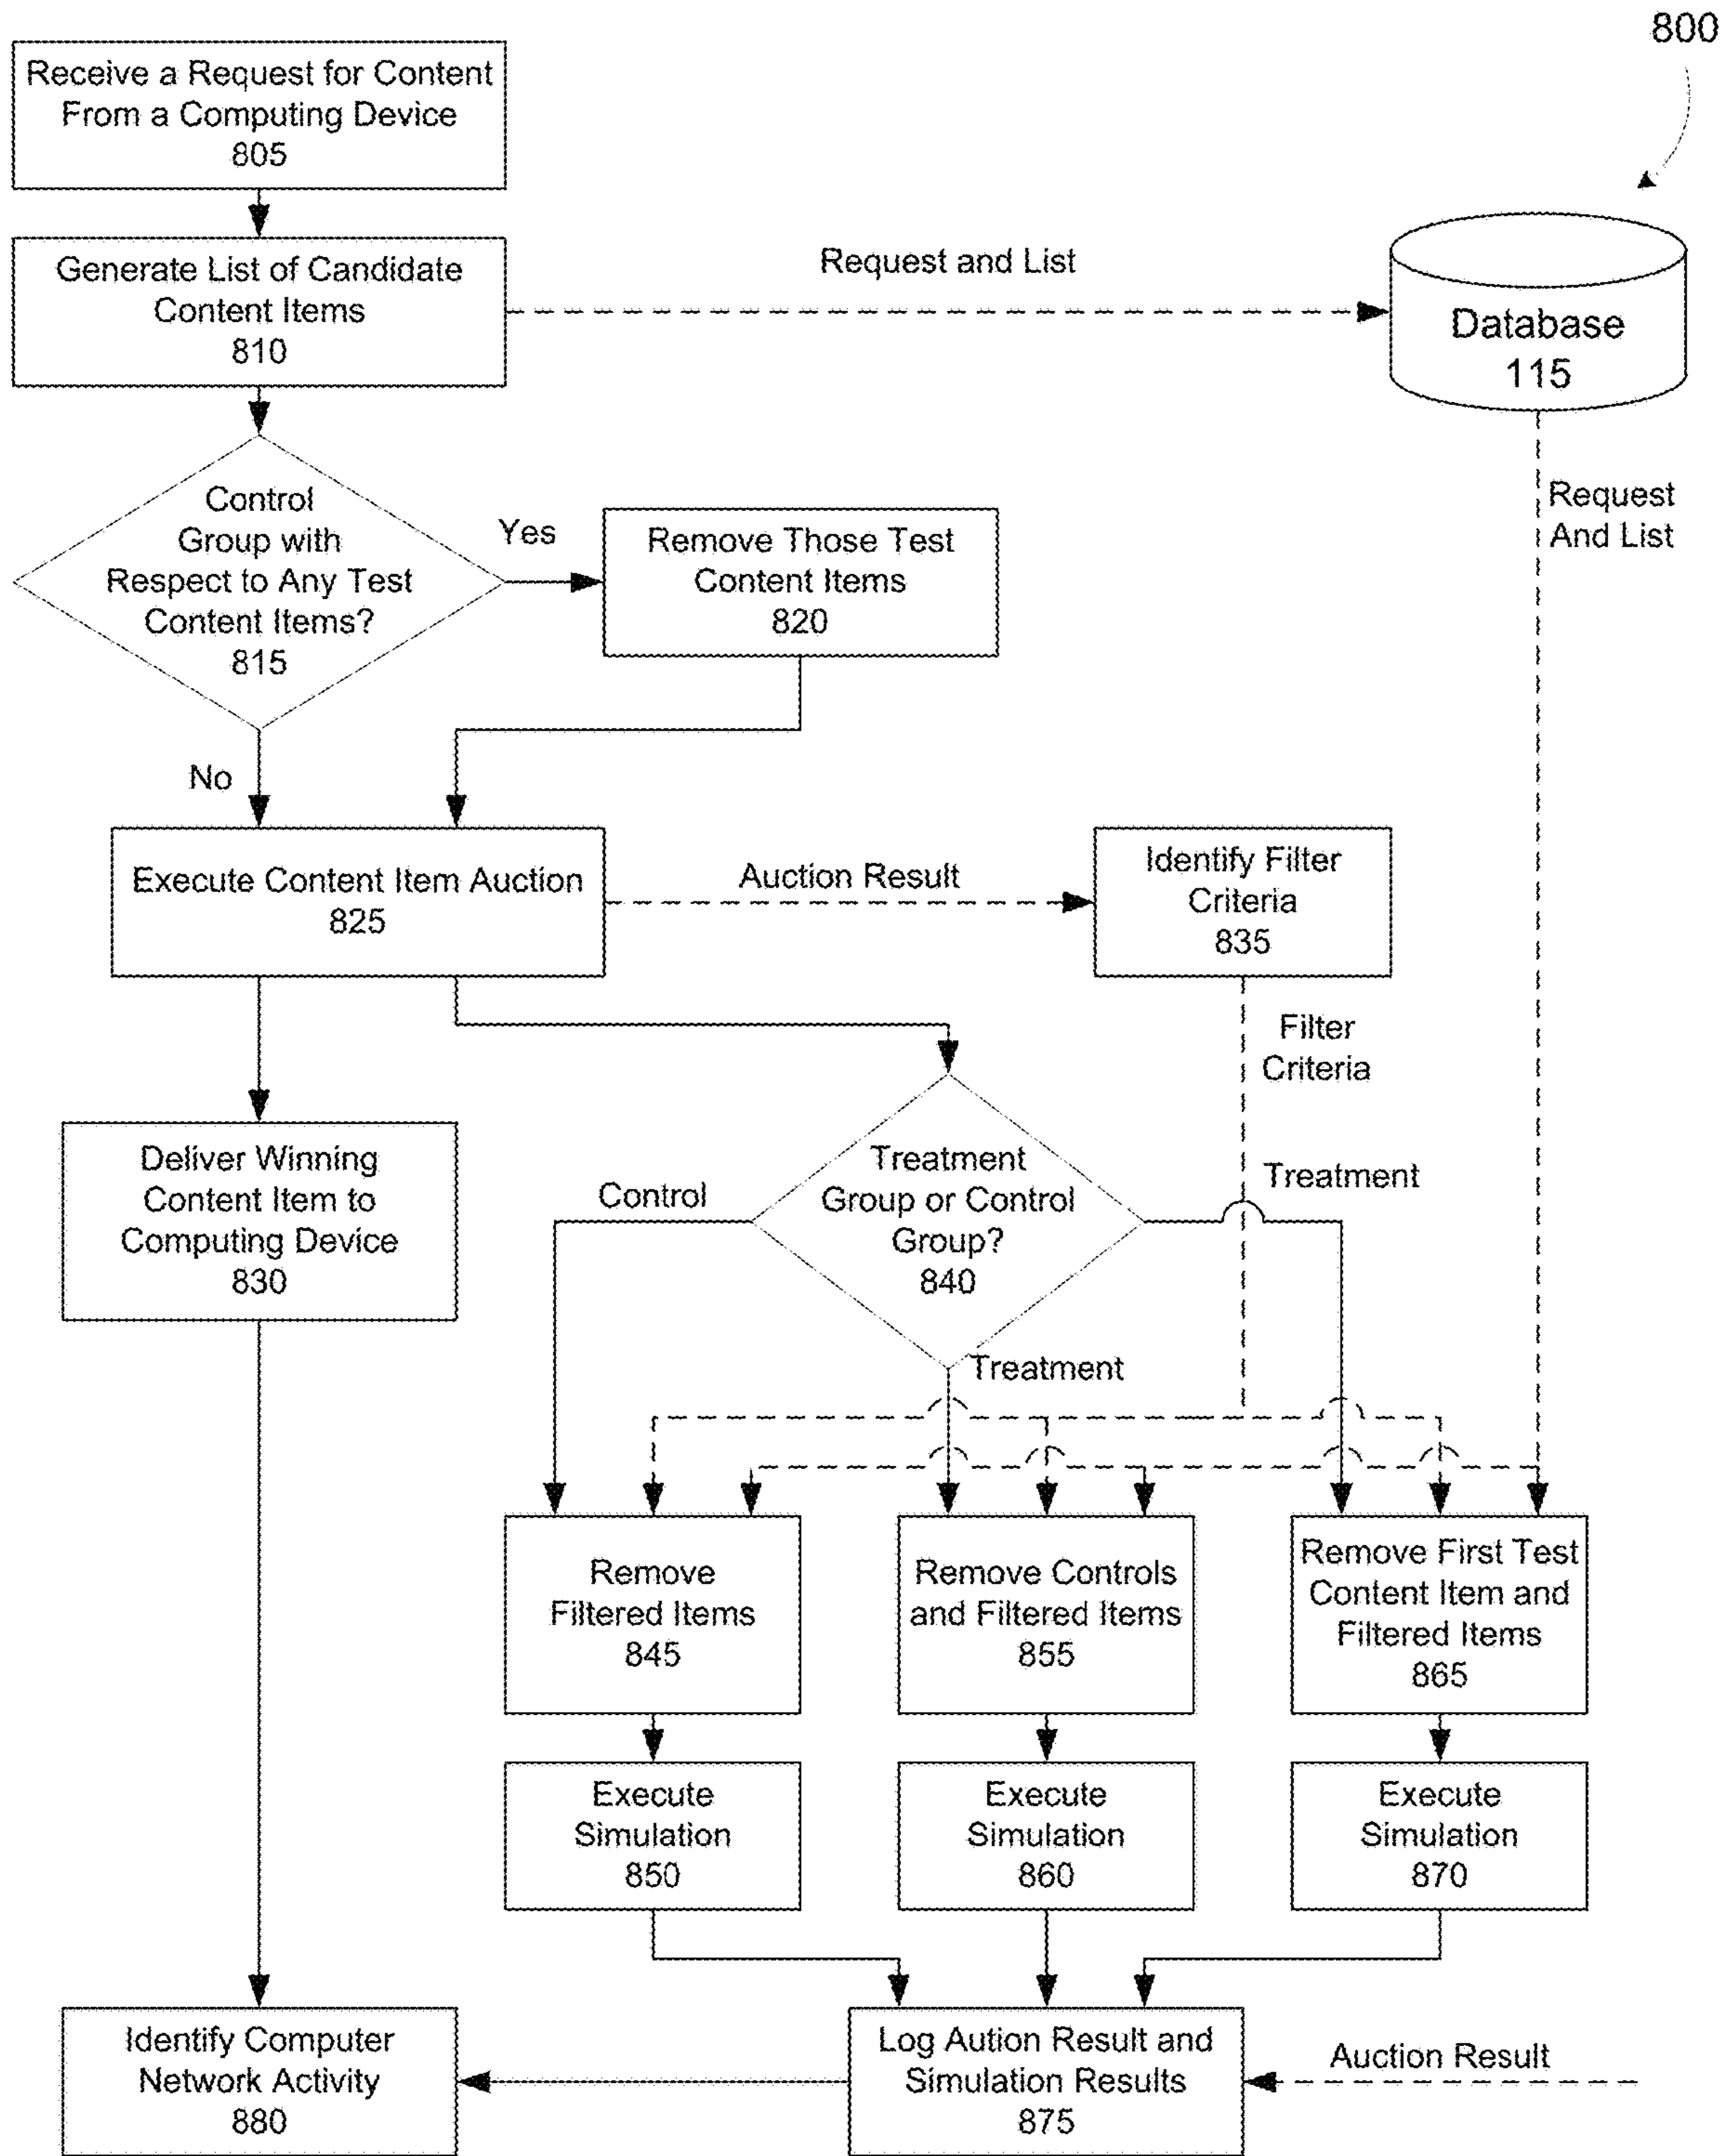 800
Receive a Request for Content
From a Computing Device
805
Generate List of Candidate
Content Items
810
Request and List
Database
115
Control
Group with
Respect to Any Test
Content Items?
815
Yes
Remove Those Test
Content Items
820
Request
And List
No
Execute Content Item Auction
825
Auction Result
Identify Filter
Criteria
835
Filter
Criteria
Deliver Winning
Content Item to
Computing Device
830
Control
Treatment
Group or Control
Group?
840
Treatment
Treatment
Remove
Filtered Items
845
Remove Controls
and Filtered Items
855
Remove First Test
Content Item and
Filtered Items
865
Execute
Simulation
850
Execute
Simulation
860
Execute
Simulation
870
Identify Computer
Network Activity
880
Log Aution Result and
Simulation Results
875
Auction Result